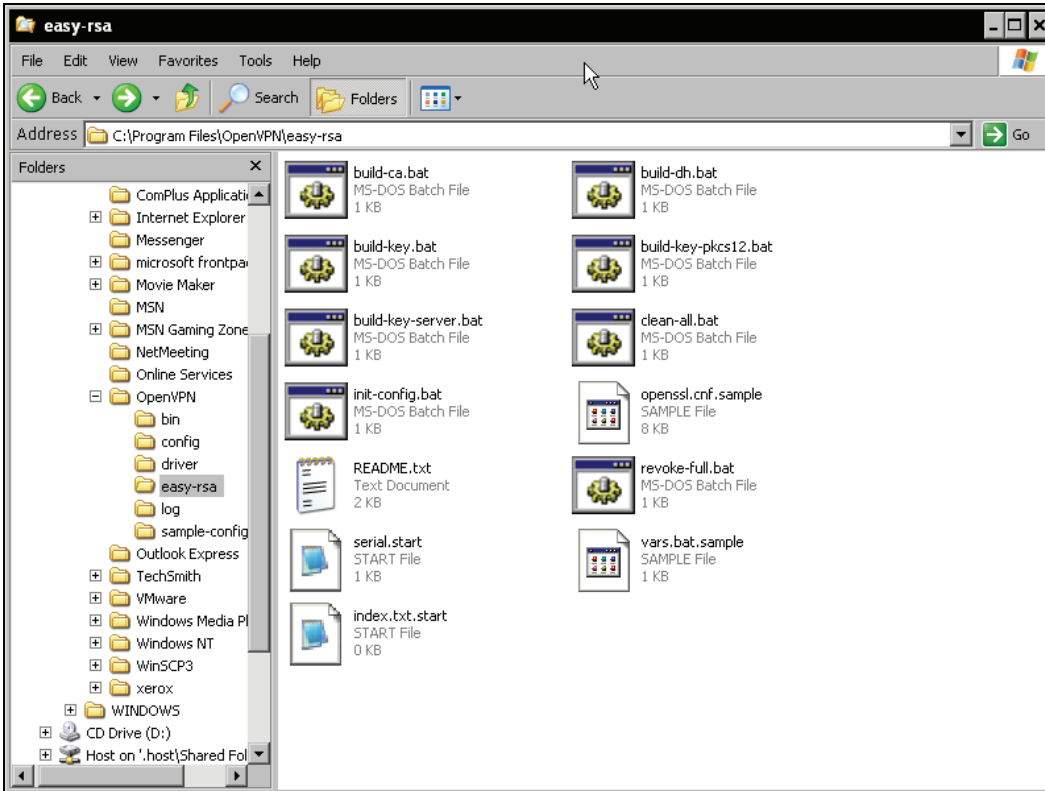 easy-rsa
File Edit View Favorites Tools Help
Back Search Folders
Address C:\Program Files\OpenVPN\easy-rsa Go
Folders
ComPlus Applicati
Internet Explorer
Messenger
microsoft frontpa
Movie Maker
MSN
MSN Gaming Zone
NetMeeting
Online Services
OpenVPN
bin
config
driver
easy-rsa
log
sample-config
Outlook Express
TechSmith
VMware
Windows Media Pl
Windows NT
WinSCP3
xerox
WINDOWS
CD Drive (D:)
Host on '.host\Shared Fol
build-ca.bat
MS-DOS Batch File
1 KB
build-dh.bat
MS-DOS Batch File
1 KB
build-key.bat
MS-DOS Batch File
1 KB
build-key-pkcs12.bat
MS-DOS Batch File
1 KB
build-key-server.bat
MS-DOS Batch File
1 KB
clean-all.bat
MS-DOS Batch File
1 KB
init-config.bat
MS-DOS Batch File
1 KB
openssl.cnf.sample
SAMPLE File
8 KB
README.txt
Text Document
2 KB
revoke-full.bat
MS-DOS Batch File
1 KB
serial.start
START File
1 KB
vars.bat.sample
SAMPLE File
1 KB
index.txt.start
START File
0 KB